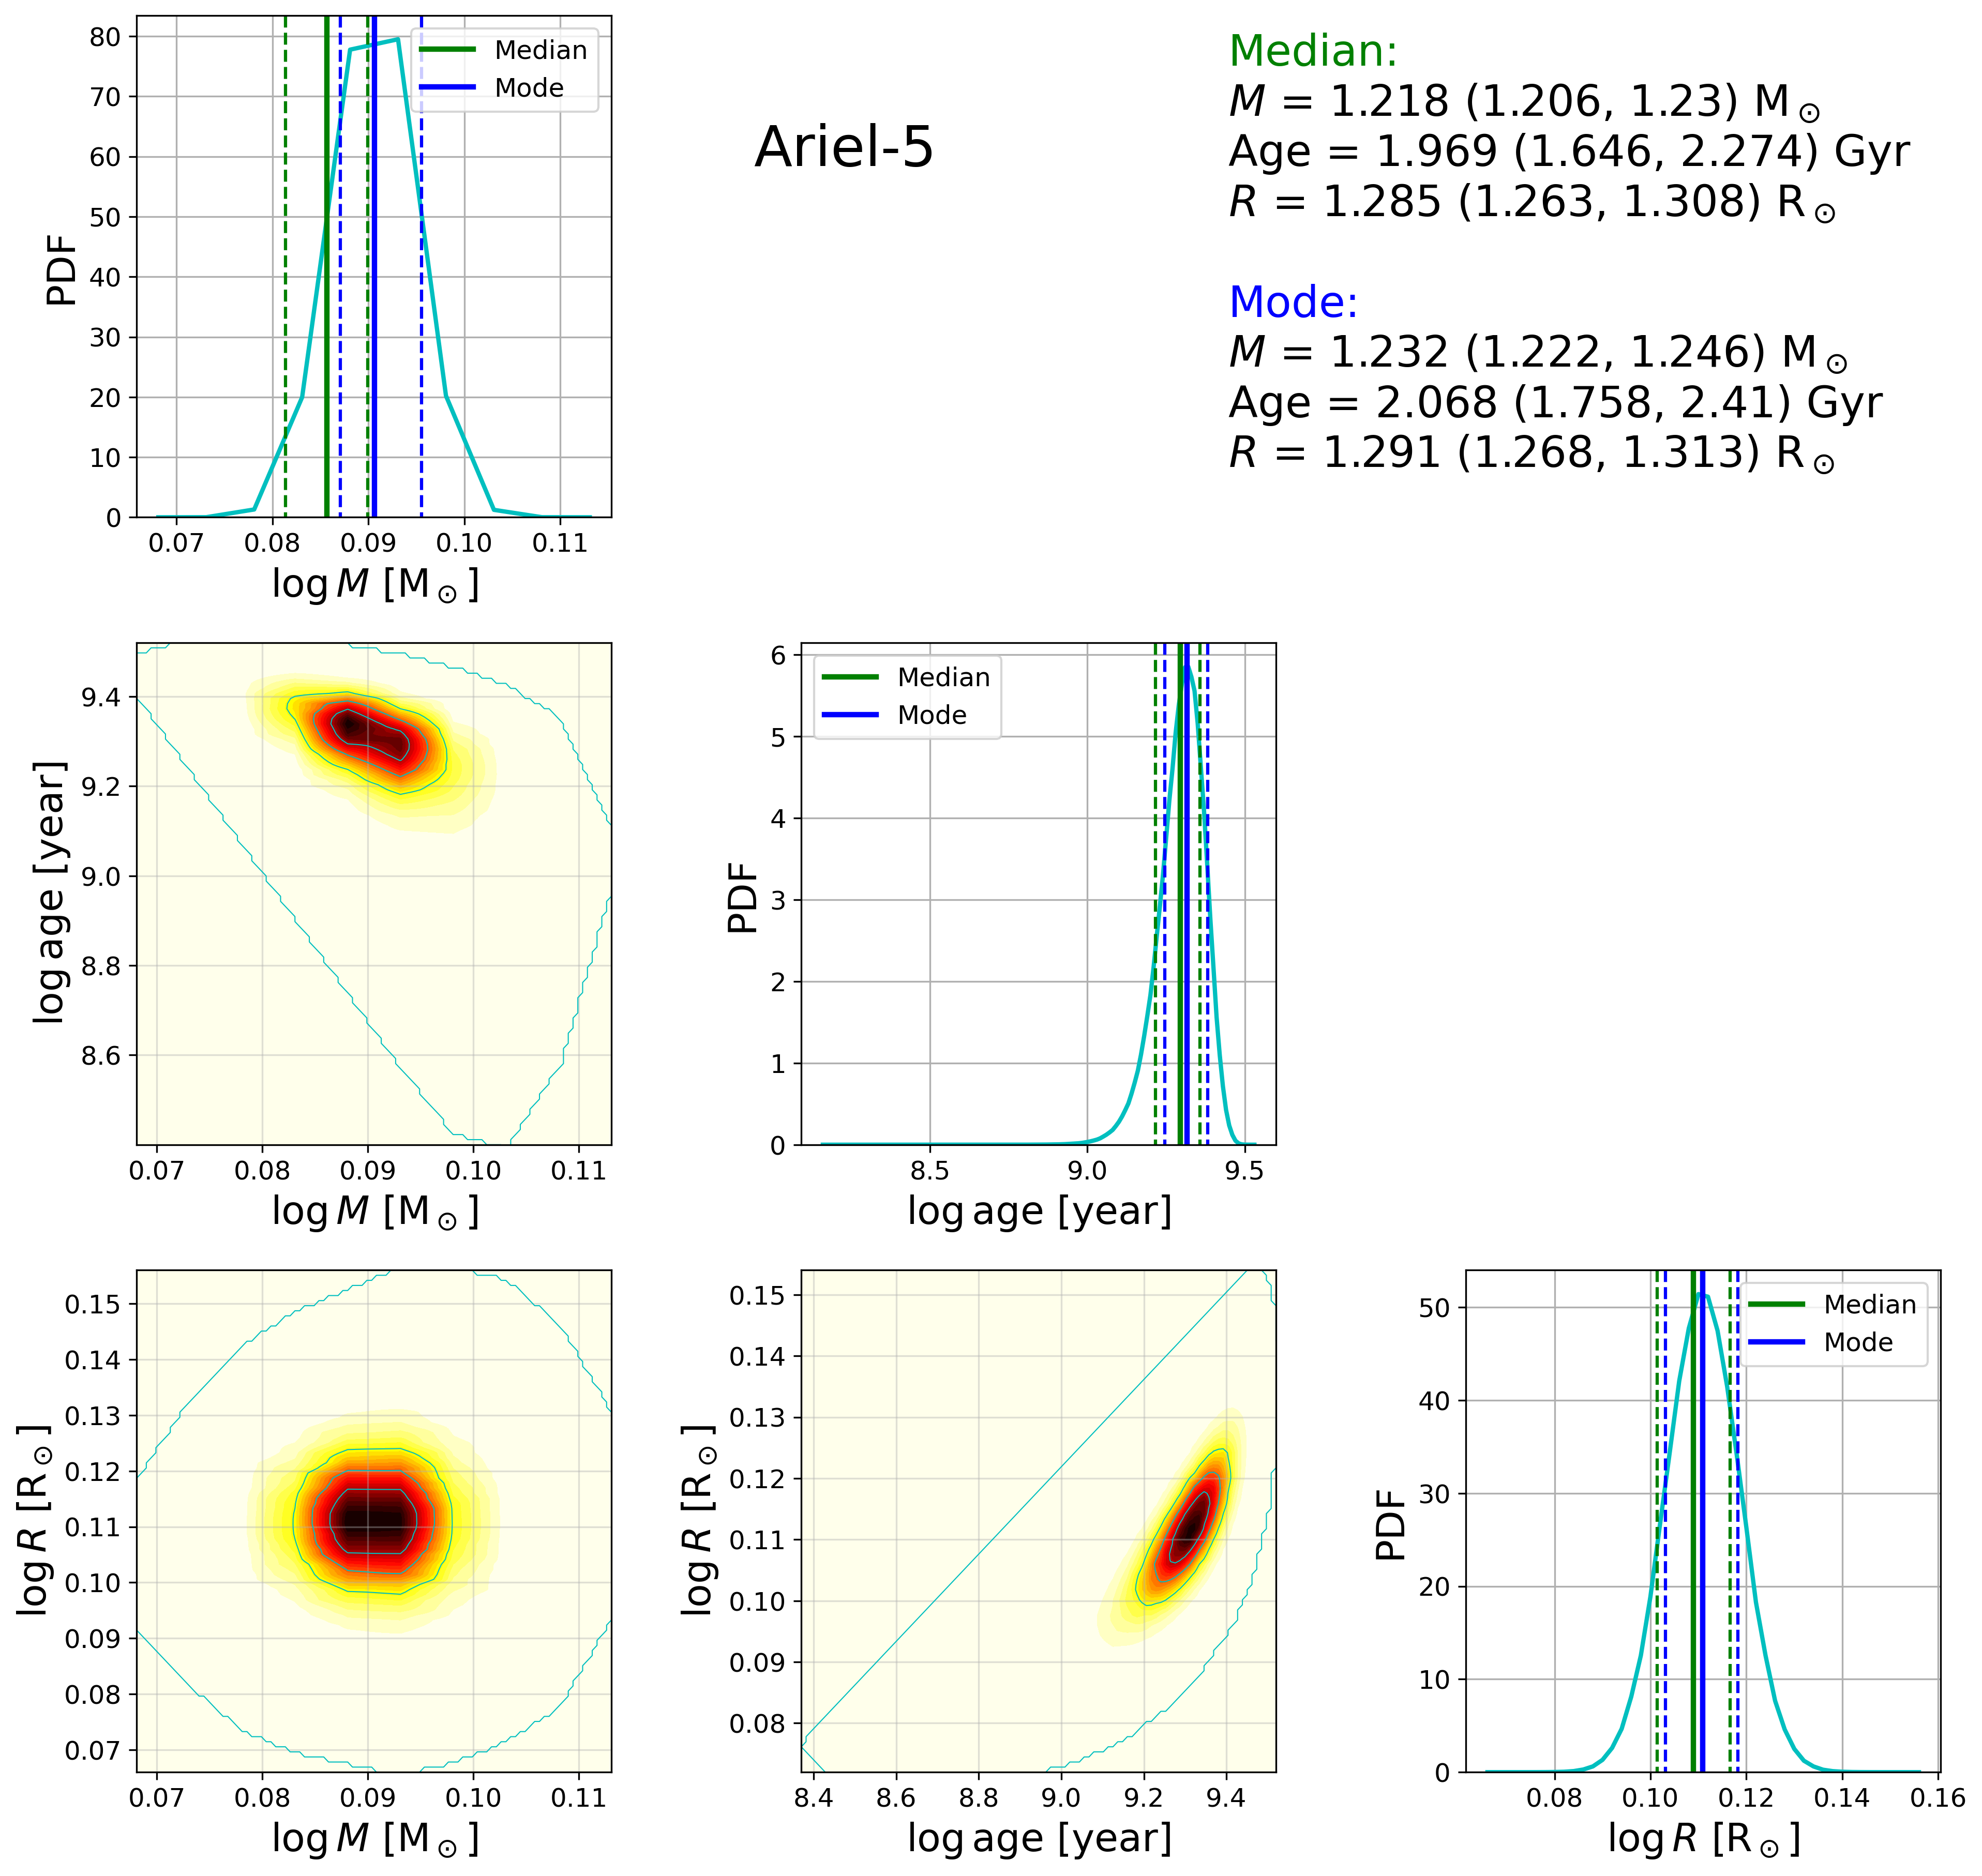 80
70
60
50
40
30
20
10
0
PDF
Median
Mode
0.07 0.08 0.09 0.10 0.11
log M [M⊙]
Ariel-5
Median:
M = 1.218 (1.206, 1.23) M⊙
Age = 1.969 (1.646, 2.274) Gyr
R = 1.285 (1.263, 1.308) R⊙
Mode:
M = 1.232 (1.222, 1.246) M⊙
Age = 2.068 (1.758, 2.41) Gyr
R = 1.291 (1.268, 1.313) R⊙
9.4
9.2
9.0
8.8
8.6
log age [year]
0.07 0.08 0.09 0.10 0.11
log M [M⊙]
6
5
4
3
2
1
0
PDF
Median
Mode
8.5 9.0 9.5
log age [year]
0.15
0.14
0.13
0.12
0.11
0.10
0.09
0.08
0.07
log R [R⊙]
0.07 0.08 0.09 0.10 0.11
log M [M⊙]
0.15
0.14
0.13
0.12
0.11
0.10
0.09
0.08
log R [R⊙]
8.4 8.6 8.8 9.0 9.2 9.4
log age [year]
50
40
30
20
10
0
PDF
Median
Mode
0.08 0.10 0.12 0.14 0.16
log R [R⊙]